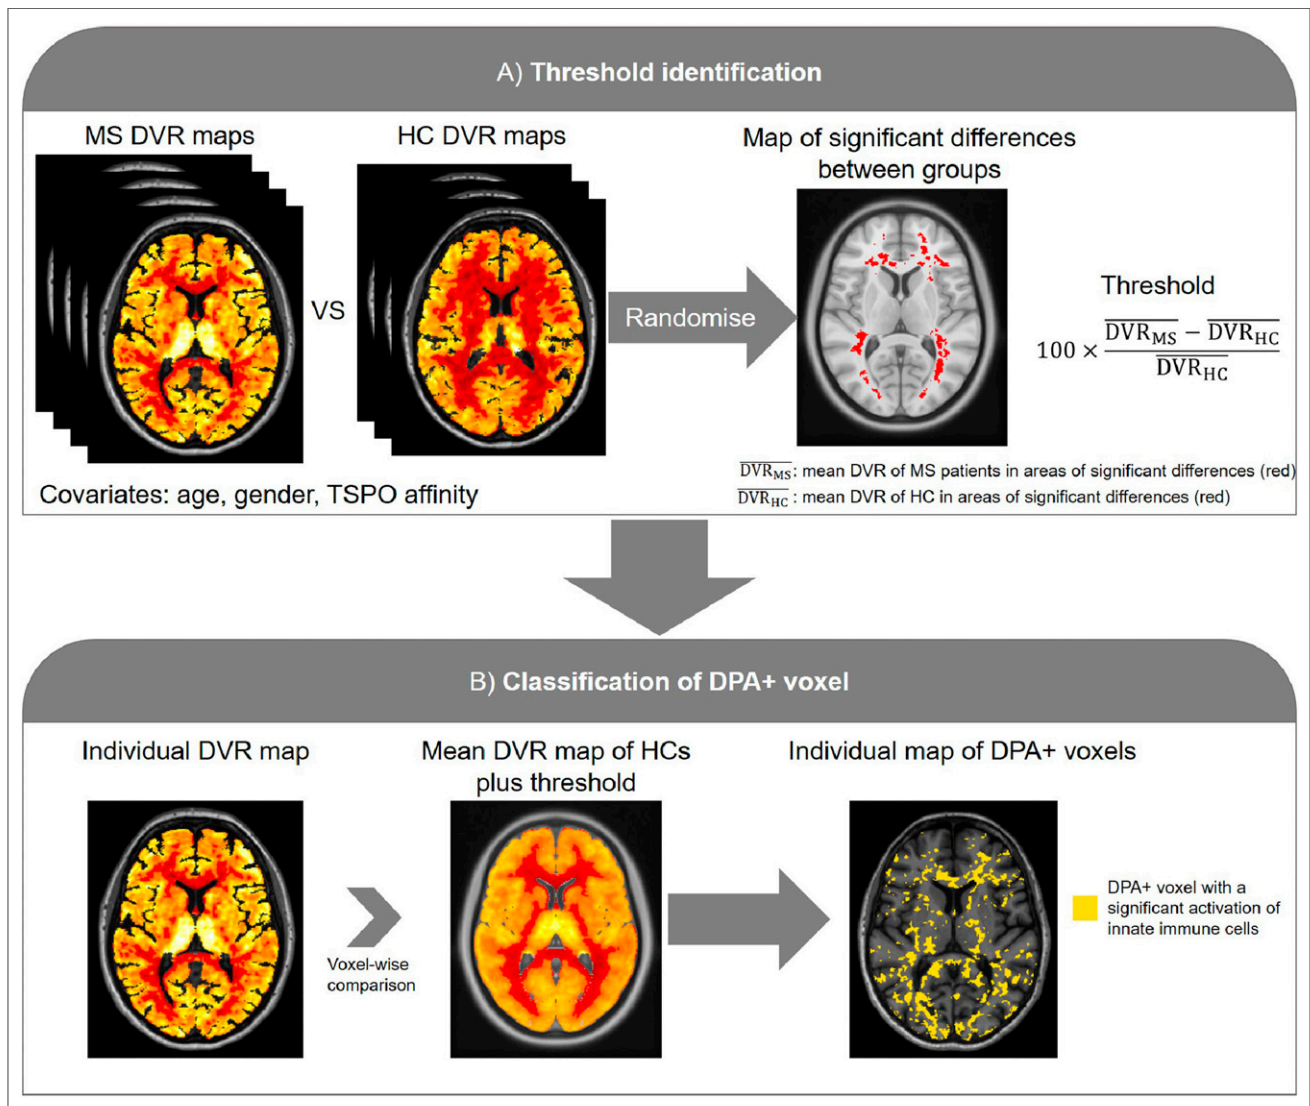 A) Threshold identification
MS DVR maps
HC DVR maps
Map of significant differences
between groups
VS
Randomise
Threshold
100 × (DVR_MS − DVR_HC) / DVR_HC
DVR_MS: mean DVR of MS patients in areas of significant differences (red)
DVR_HC: mean DVR of HC in areas of significant differences (red)
Covariates: age, gender, TSPO affinity
B) Classification of DPA+ voxel
Individual DVR map
Mean DVR map of HCs
plus threshold
Individual map of DPA+ voxels
Voxel-wise
comparison
DPA+ voxel with a
significant activation of
innate immune cells